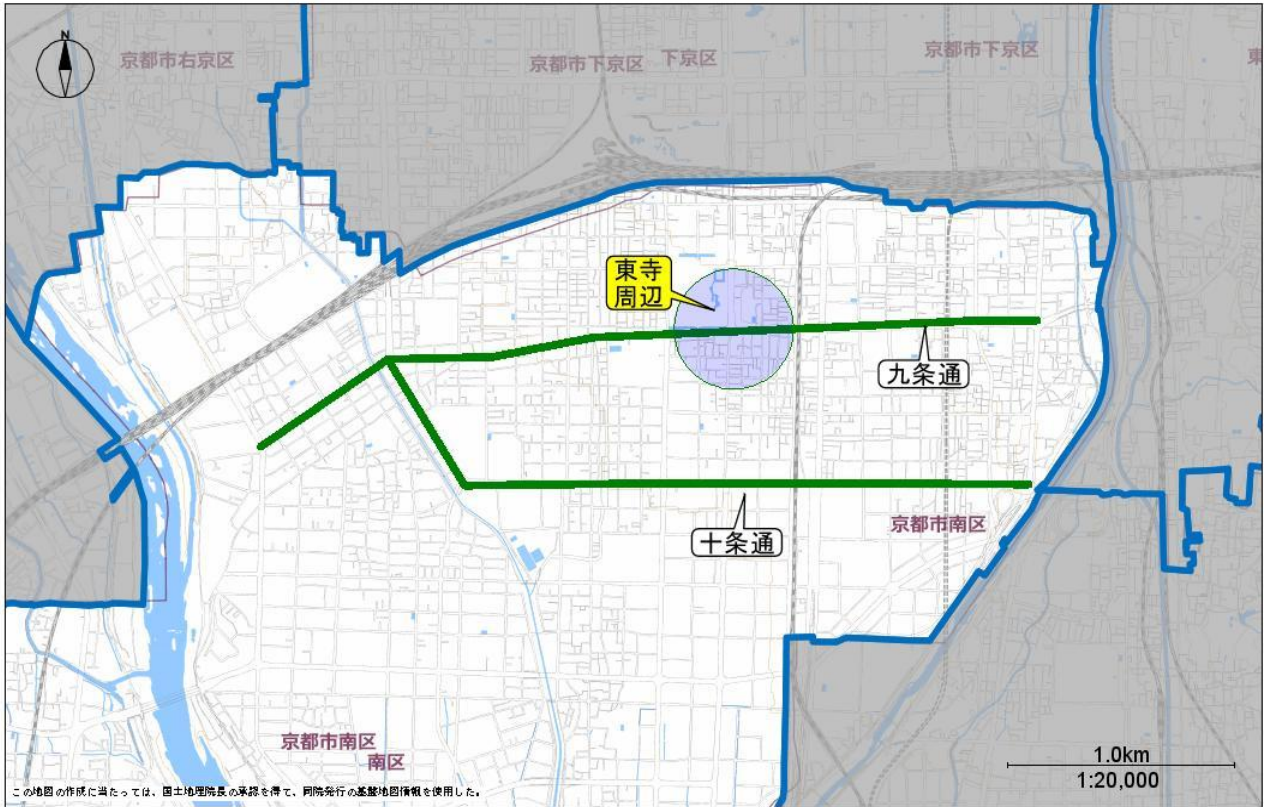 N
京都市右京区
京都市下京区
下京区
京都市下京区
東
東寺
周辺
九条通
十条通
京都市南区
京都市南区
南区
1.0km
1:20,000
この地図の作成に当たっては、国土地理院長の承認を得て、同院発行の基盤地図情報を使用した。